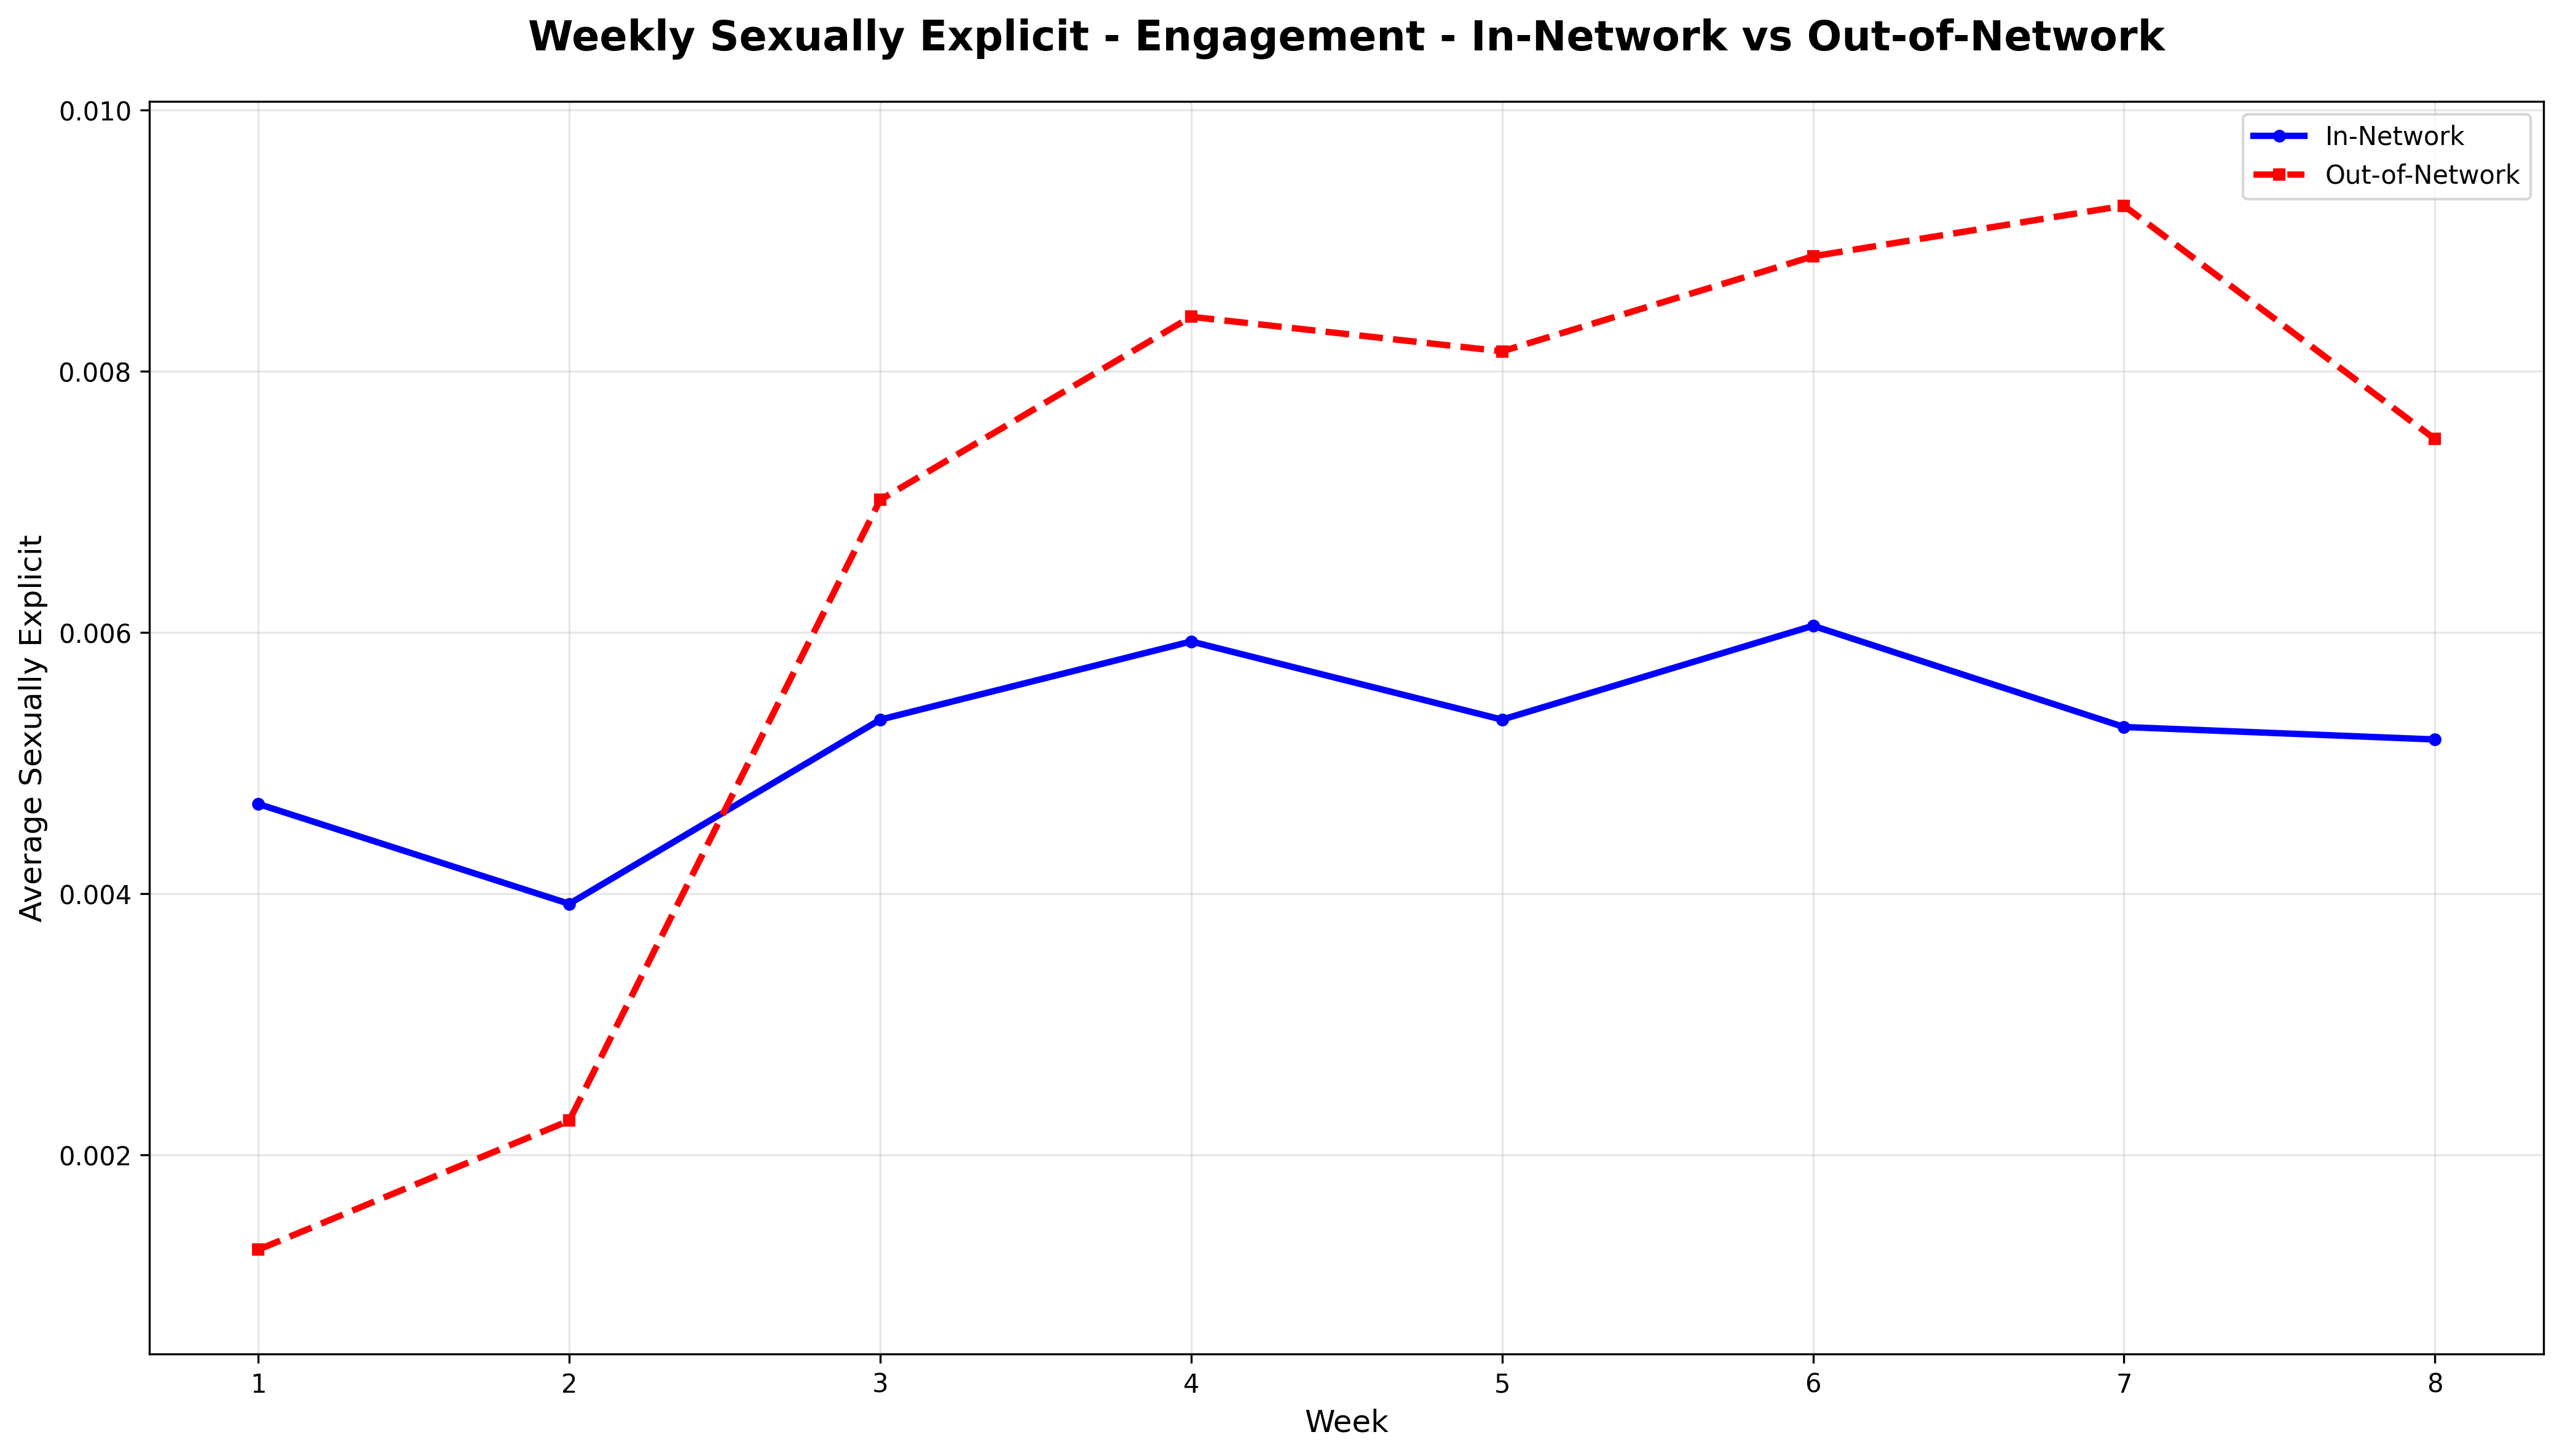 Weekly Sexually Explicit - Engagement - In-Network vs Out-of-Network
In-Network
Out-of-Network
Average Sexually Explicit
0.010
0.008
0.006
0.004
0.002
1 2 3 4 5 6 7 8
Week